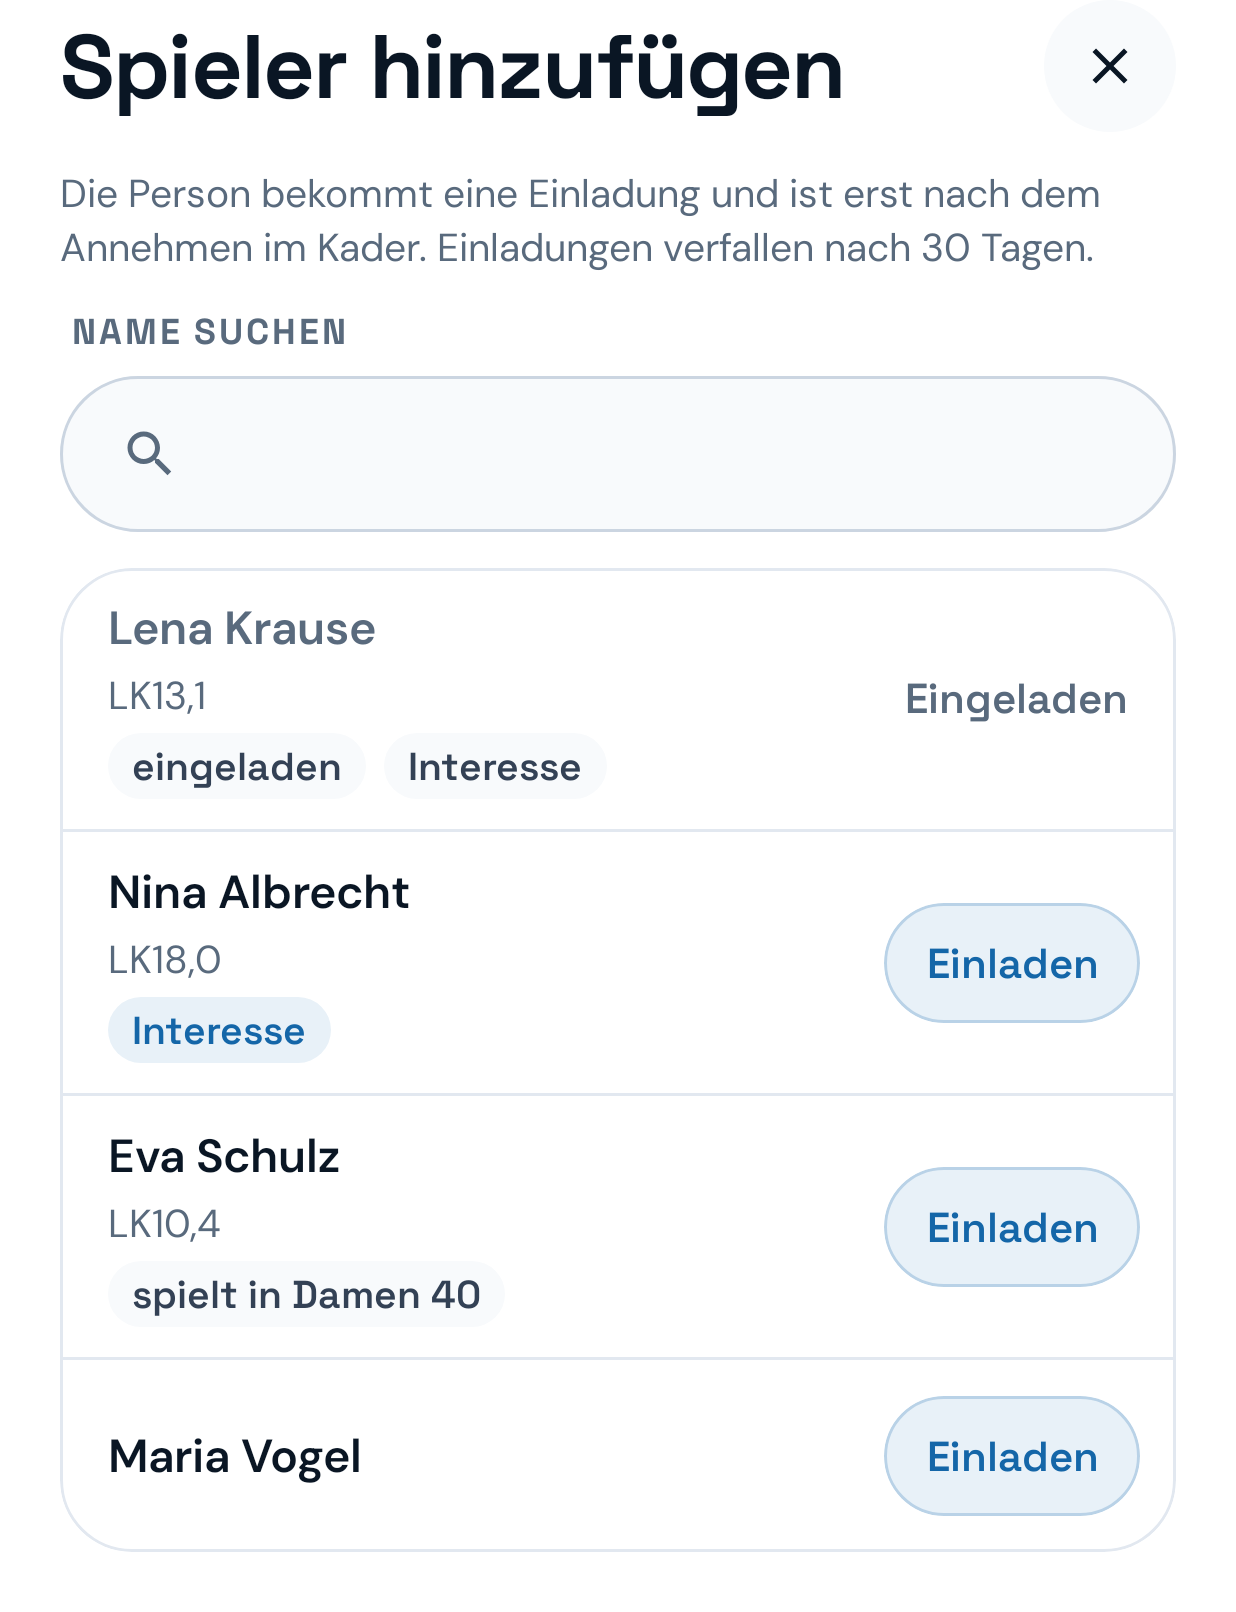 Spieler hinzufügen
Die Person bekommt eine Einladung und ist erst nach dem
Annehmen im Kader. Einladungen verfallen nach 30 Tagen.
NAME SUCHEN
Lena Krause
LK13,1
Eingeladen
eingeladen Interesse
Nina Albrecht
LK18,0
Einladen
Interesse
Eva Schulz
LK10,4
Einladen
spielt in Damen 40
Maria Vogel
Einladen